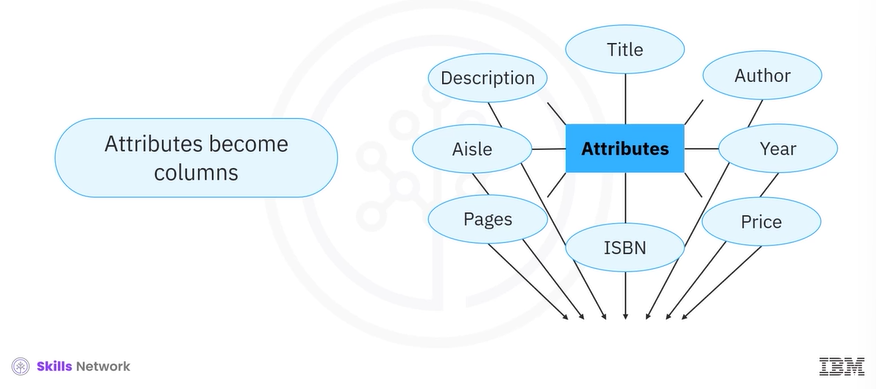 Attributes become
columns
Title
Description
Author
Aisle
Attributes
Year
Pages
ISBN
Price
Skills Network
IBM